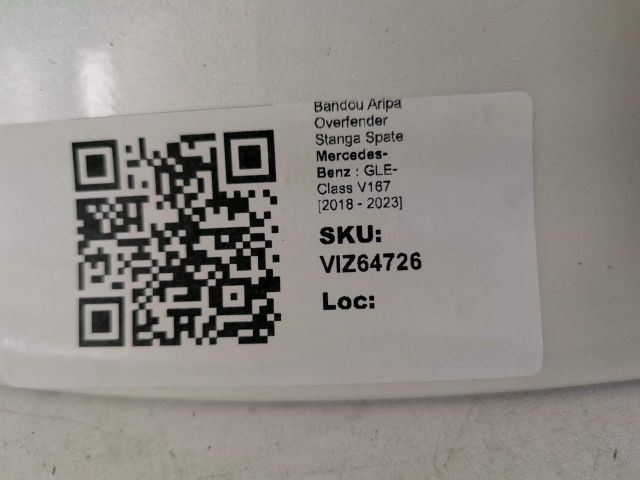 Bandou Aripa
Overfender
Stanga Spate
Mercedes-
Benz : GLE-
Class V167
[2018 - 2023]
SKU:
VIZ64726
Loc: